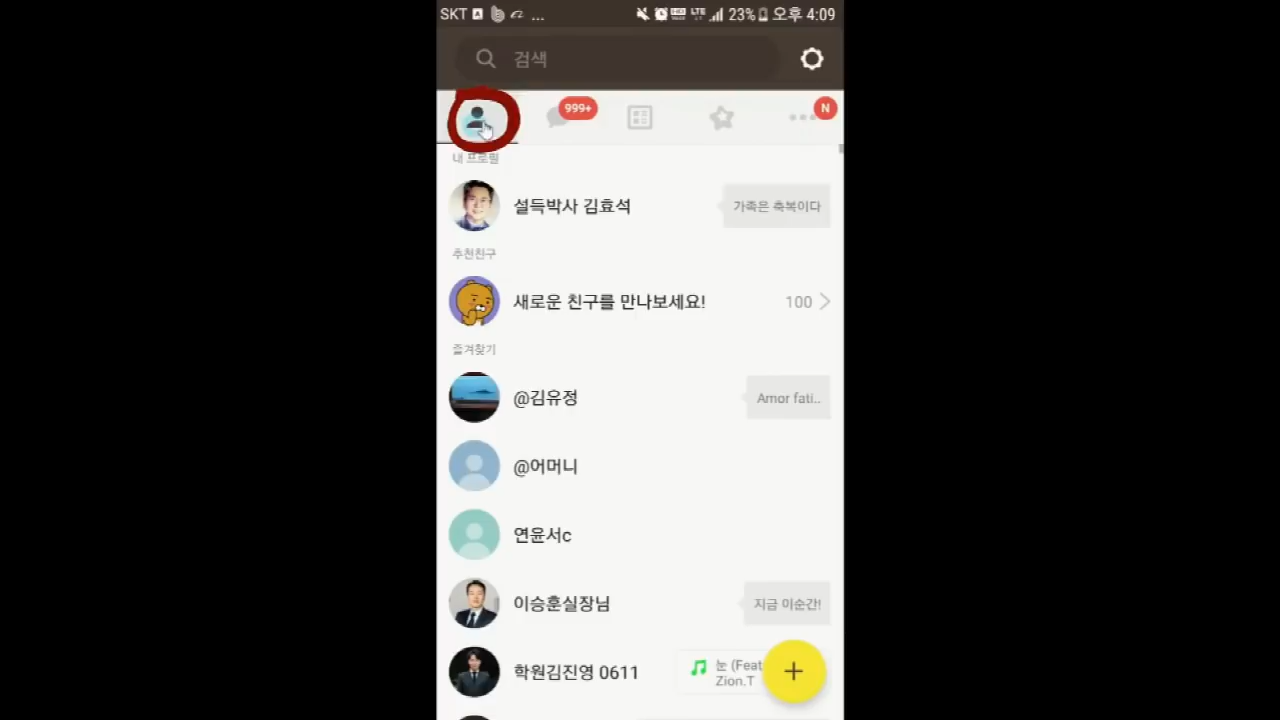 SKT ... LTE 23% 오후 4:09
검색
999+
N
내 프로필
설득박사 김효석 가족은 축복이다
추천친구
새로운 친구를 만나보세요! 100
즐겨찾기
@김유정 Amor fati..
@어머니
연윤서c
이승훈실장님 지금 이순간!
학원김진영 0611 눈 (Feat
Zion.T